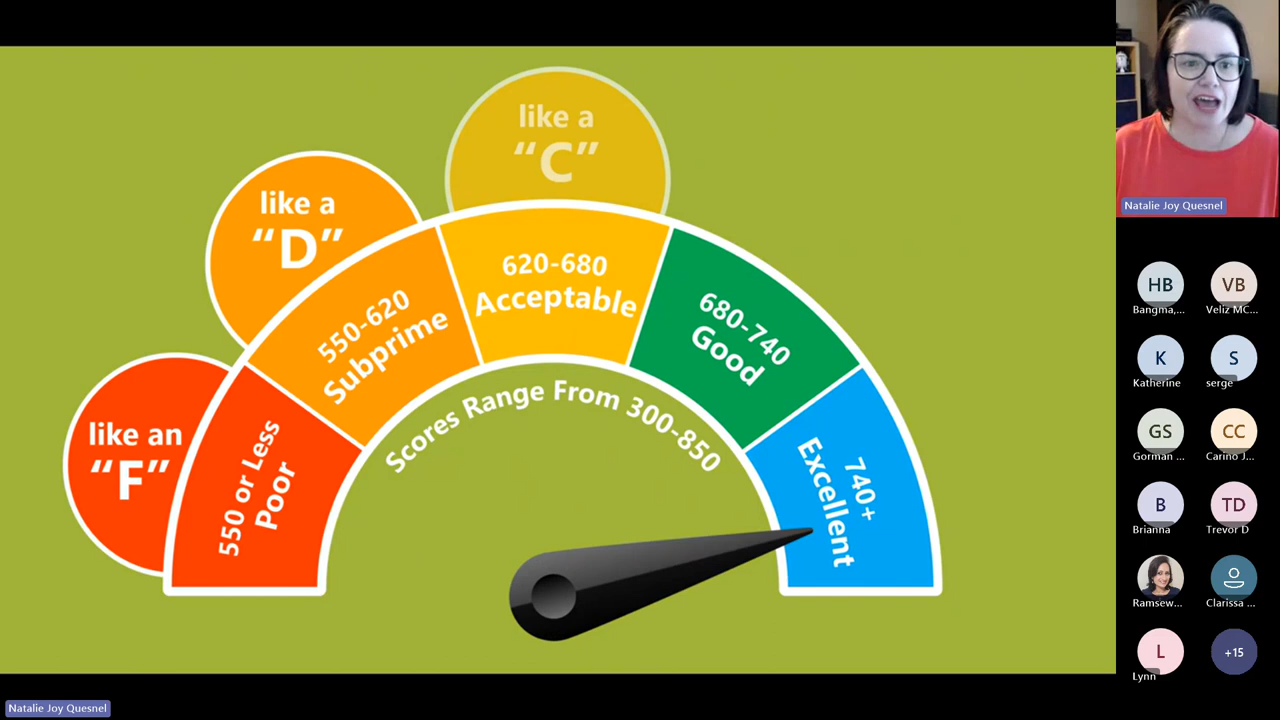 like a
“C”
like a
“D”
like an
“F”
550 or Less
Poor
550-620
Subprime
620-680
Acceptable
680-740
Good
740+
Excellent
Scores Range From 300-850
Natalie Joy Quesnel
HB
Bangma,...
VB
Veliz MC...
K
Katherine
S
serge
GS
Gorman ...
CC
Carino J...
B
Brianna
TD
Trevor D
Ramsew...
Clarissa ...
L
Lynn
+15
Natalie Joy Quesnel